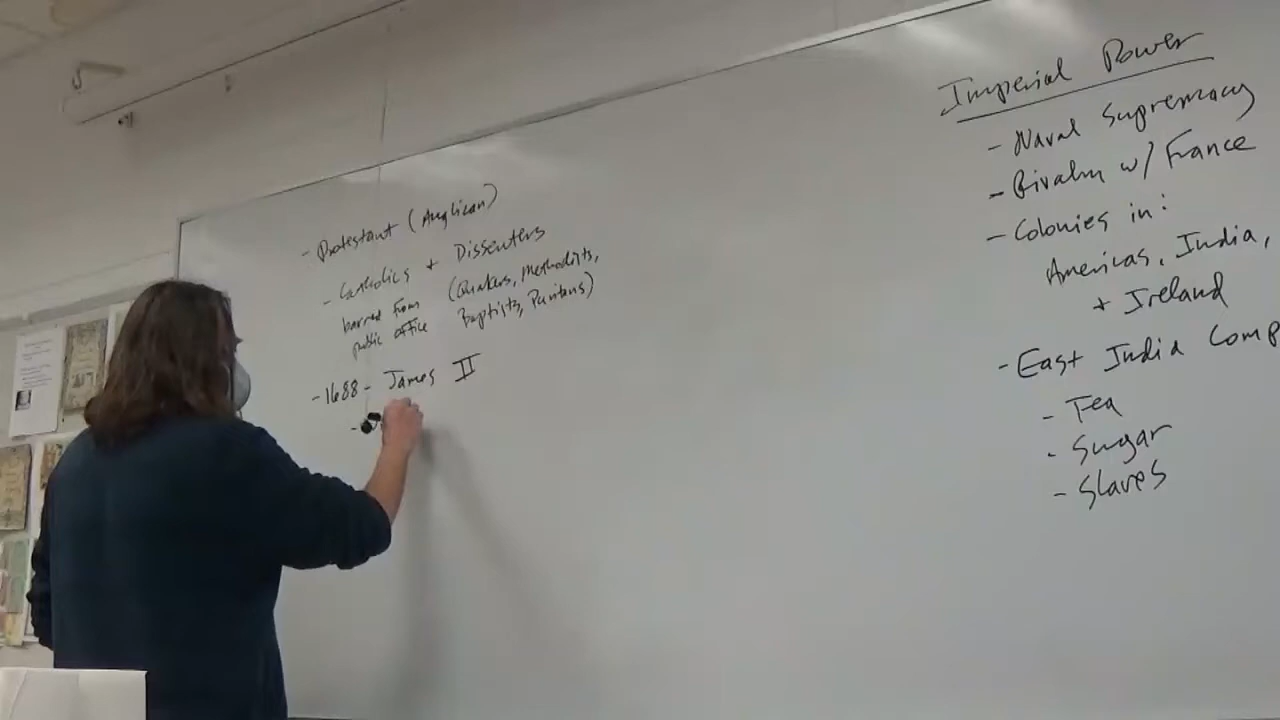 - Protestant (Anglican)
- Catholics + Dissenters
barred from (Quakers, Methodists,
public office Baptists, Puritans)
- 1688 - James II
-
Imperial Power
- Naval Supremacy
- Rivalry w/ France
- Colonies in:
Americas, India,
+ Ireland
- East India Comp
- Tea
- Sugar
- Slaves